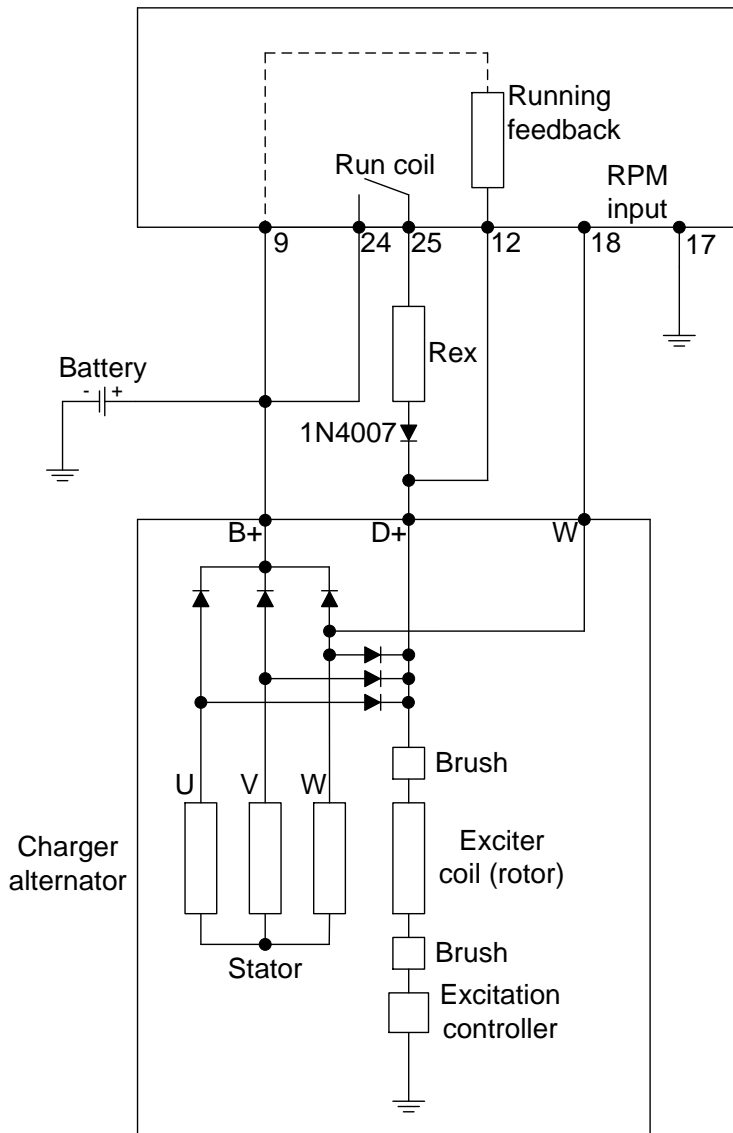 Running
feedback
Run coil
RPM
input
9
24
25
12
18
17
Rex
Battery
- +
1N4007
B+
D+
W
U
V
W
Brush
Exciter
coil (rotor)
Charger
alternator
Brush
Stator
Excitation
controller